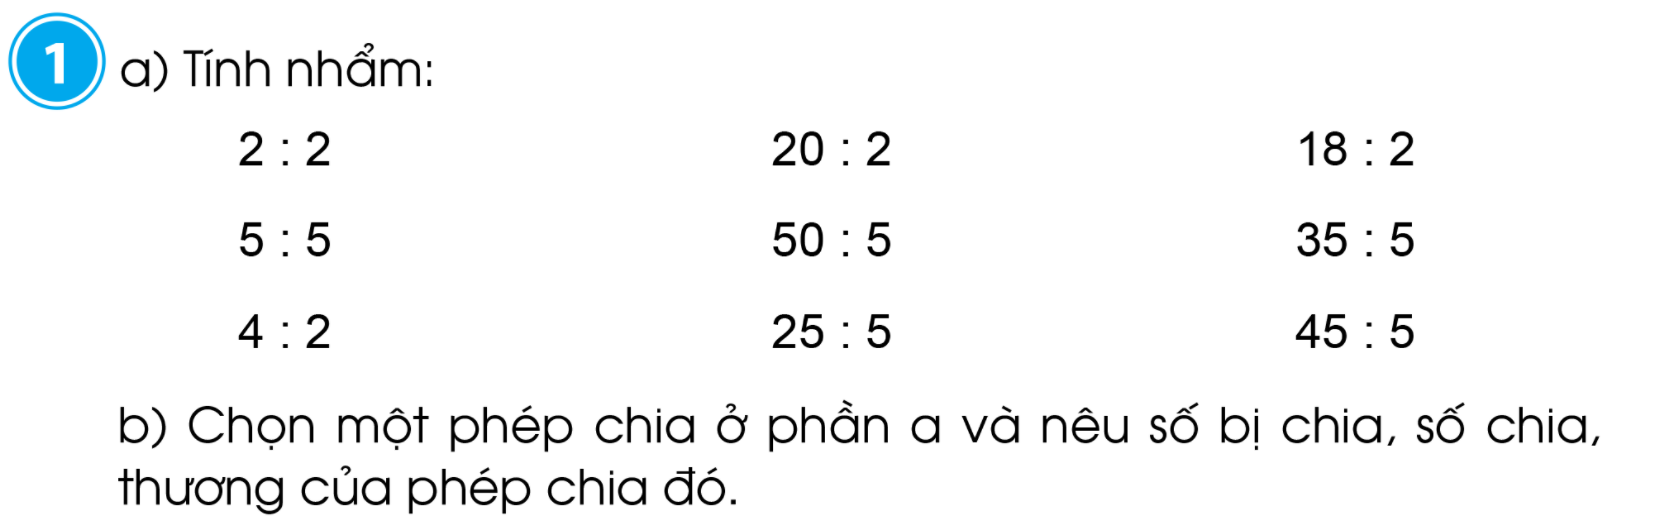 1 a) Tính nhẩm:
2 : 2 20 : 2 18 : 2
5 : 5 50 : 5 35 : 5
4 : 2 25 : 5 45 : 5
b) Chọn một phép chia ở phần a và nêu số bị chia, số chia,
thương của phép chia đó.